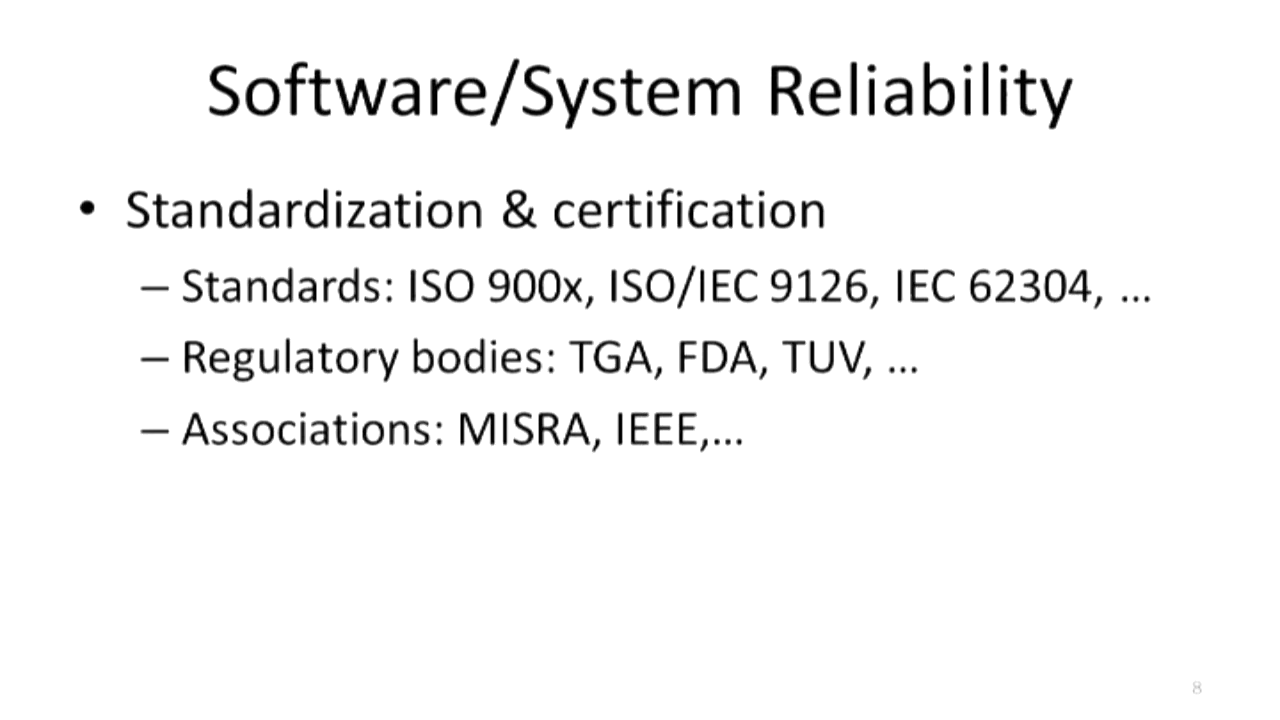 Software/System Reliability
• Standardization & certification
– Standards: ISO 900x, ISO/IEC 9126, IEC 62304, ...
– Regulatory bodies: TGA, FDA, TUV, ...
– Associations: MISRA, IEEE,...
8